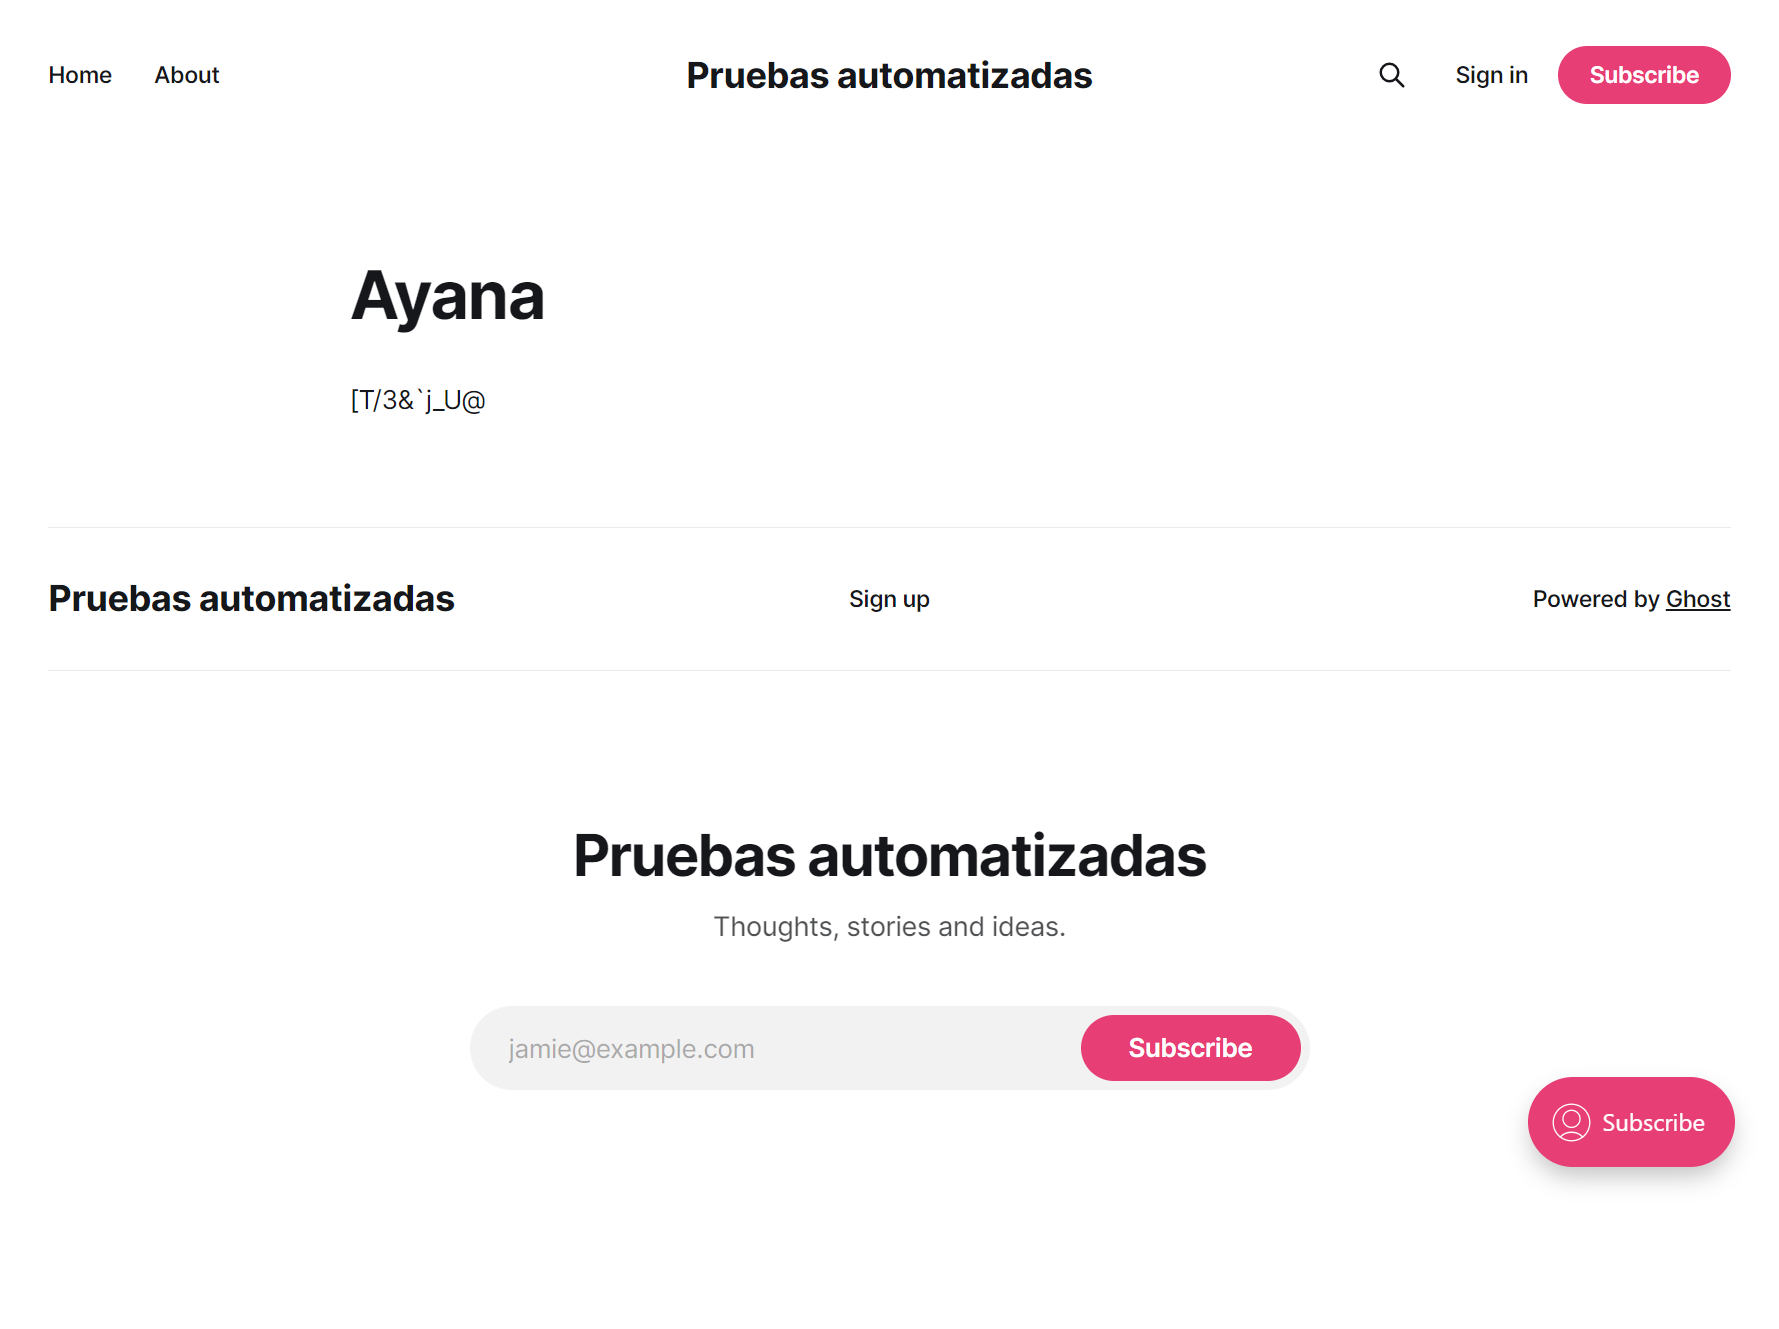 Home About Pruebas automatizadas Sign in Subscribe
Ayana
[T/3&`j_U@
Pruebas automatizadas Sign up Powered by Ghost
Pruebas automatizadas
Thoughts, stories and ideas.
jamie@example.com Subscribe
Subscribe